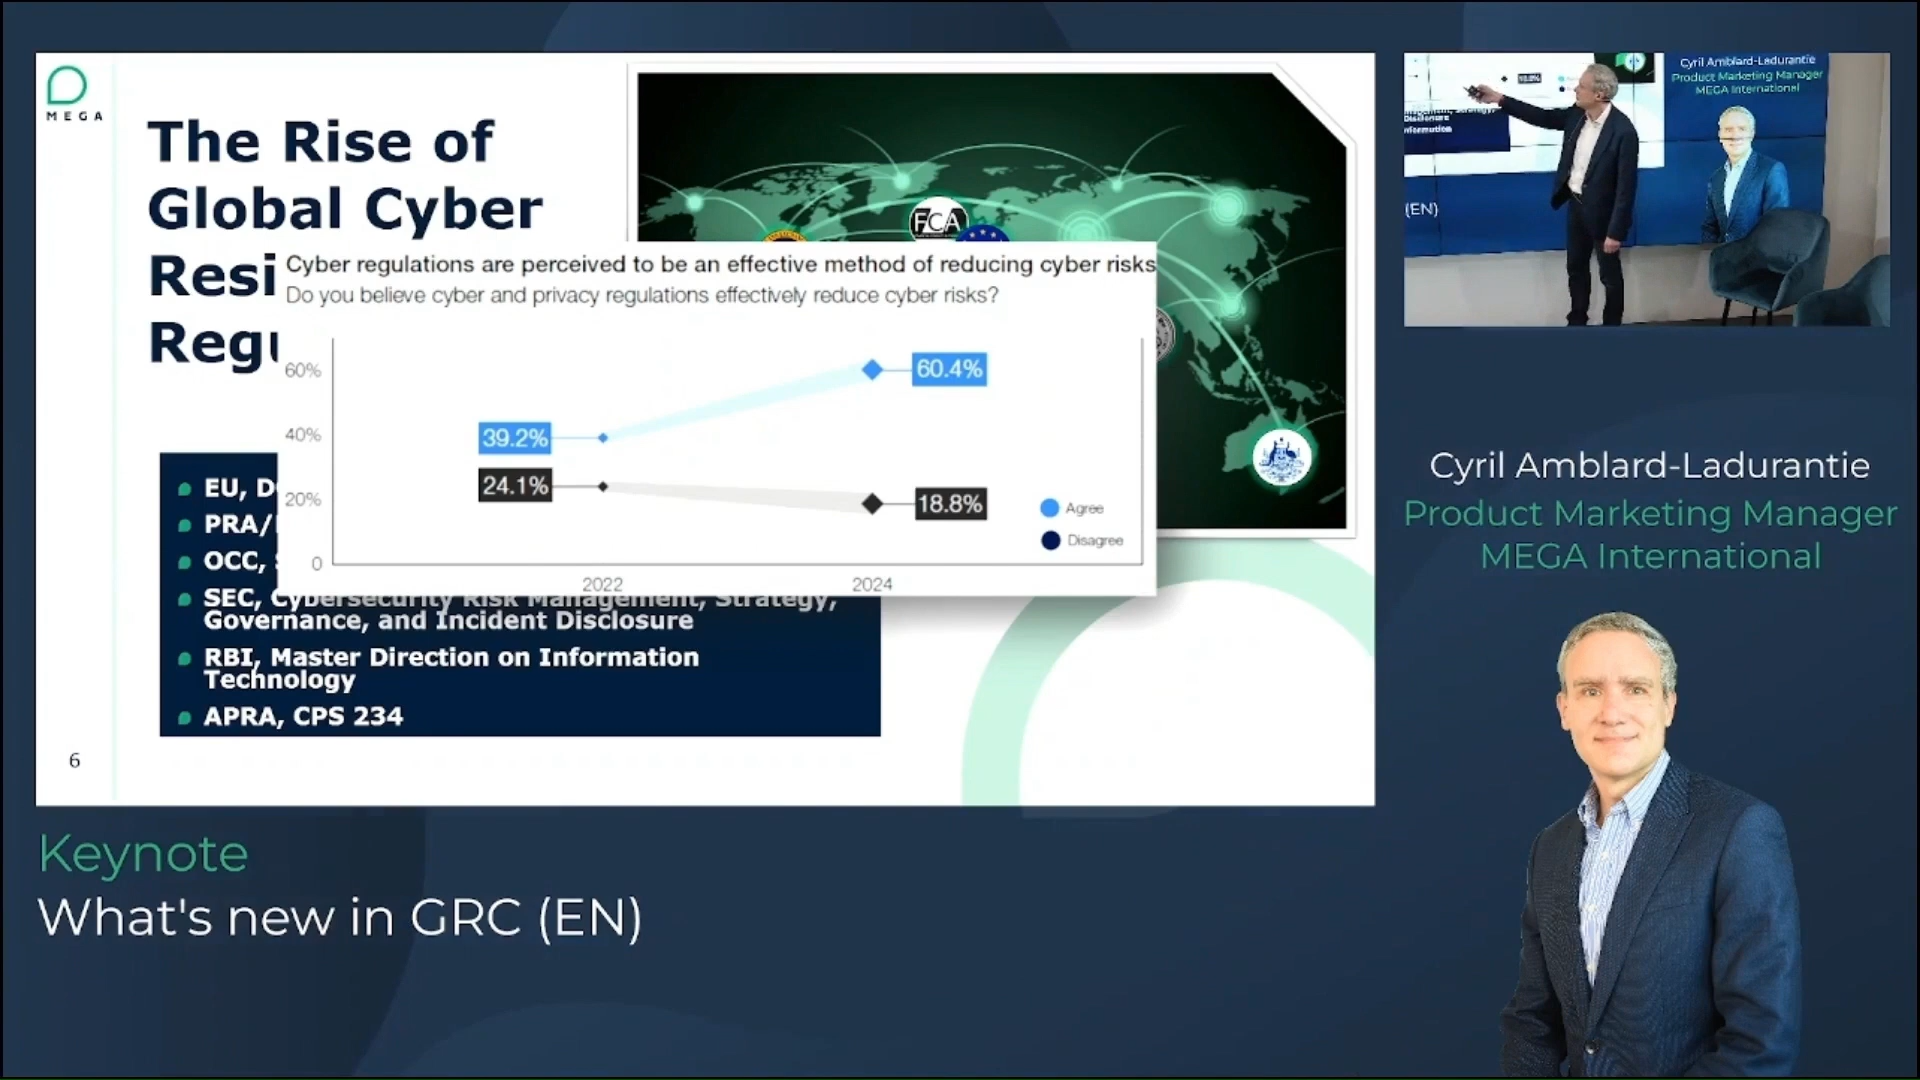 MEGA
The Rise of
Global Cyber
Resi
Regu
FCA
Cyber regulations are perceived to be an effective method of reducing cyber risks
Do you believe cyber and privacy regulations effectively reduce cyber risks?
60%
40%
20%
0
60.4%
39.2%
24.1%
18.8%
Agree
Disagree
2022
2024
EU, D
PRA/
OCC,
SEC, Cybersecurity Risk Management, Strategy,
Governance, and Incident Disclosure
RBI, Master Direction on Information
Technology
APRA, CPS 234
6
Keynote
What's new in GRC (EN)
Cyril Amblard-Ladurantie
Product Marketing Manager
MEGA International
18.8%
Disclosure
nformation
(EN)
Cyril Amblard-Ladurantie
Product Marketing Manager
MEGA International